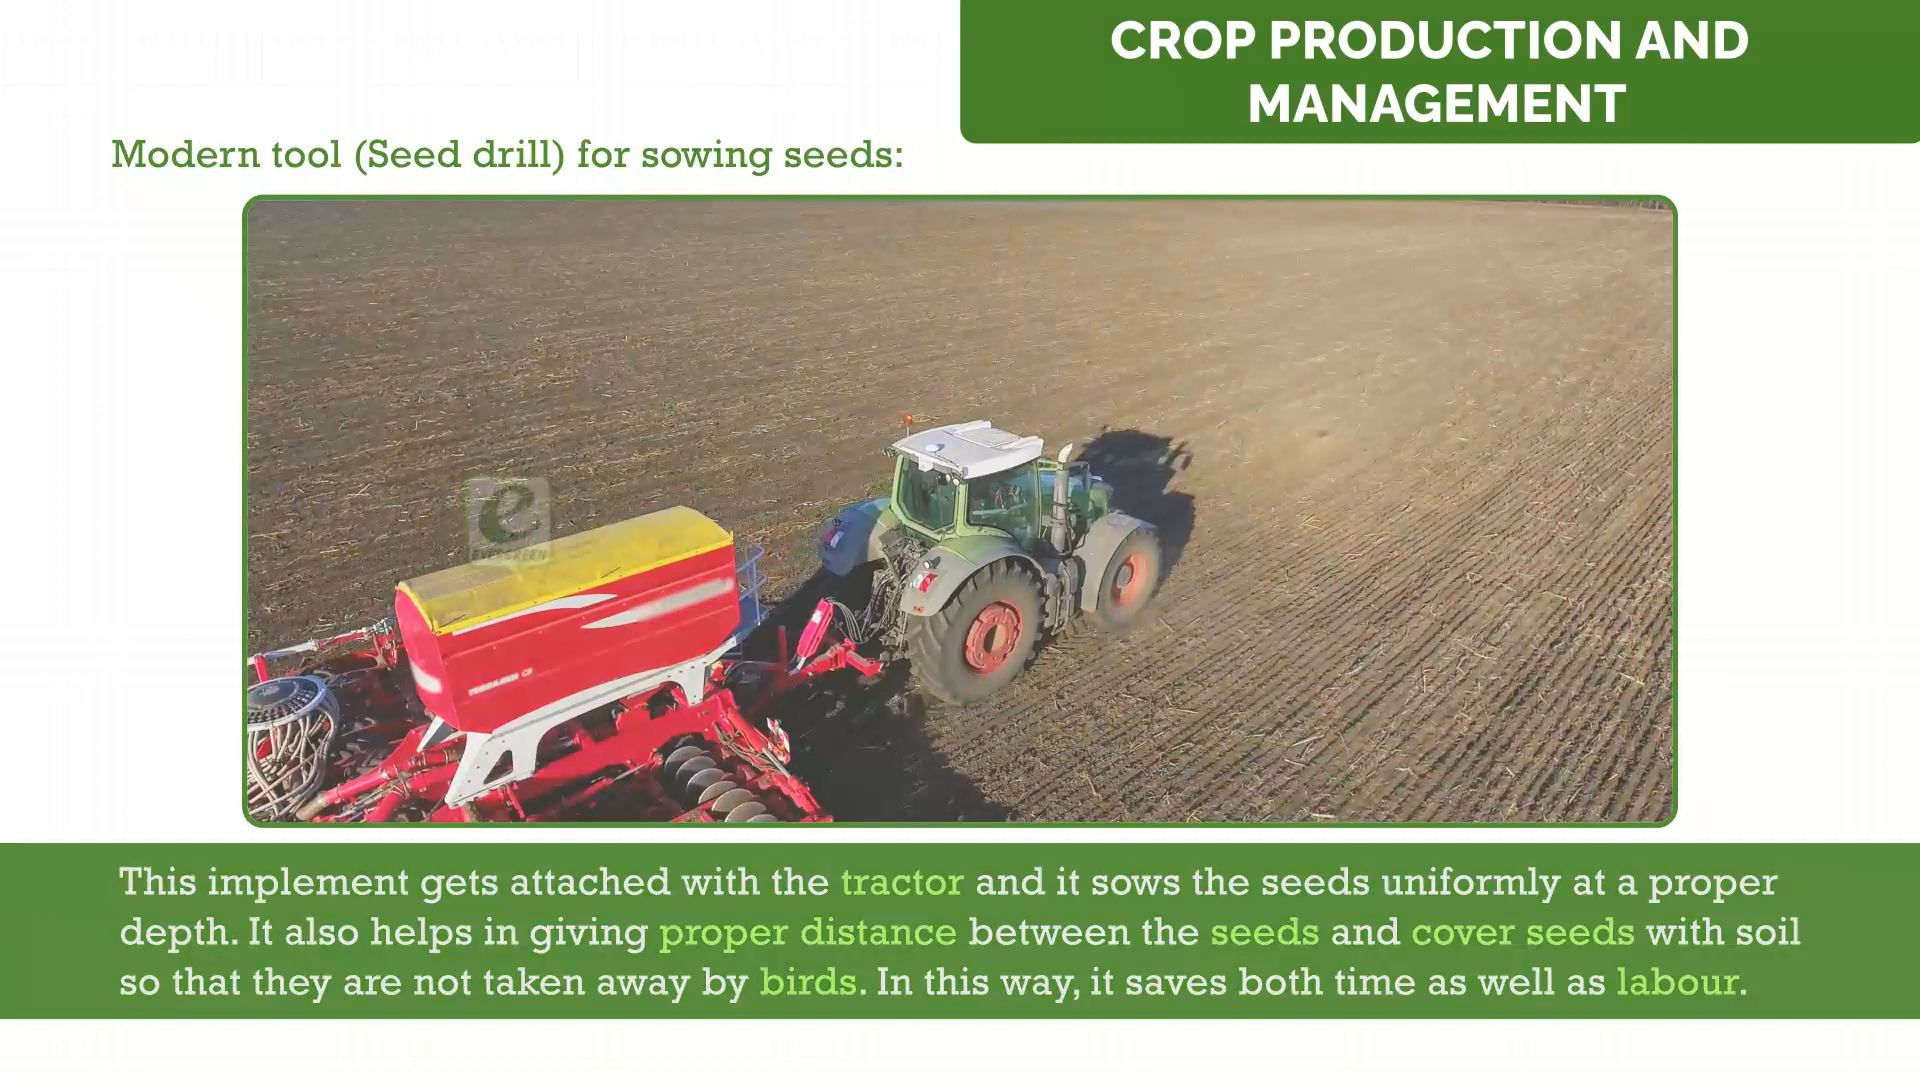 CROP PRODUCTION AND
MANAGEMENT
Modern tool (Seed drill) for sowing seeds:
EVERGREEN
This implement gets attached with the tractor and it sows the seeds uniformly at a proper
depth. It also helps in giving proper distance between the seeds and cover seeds with soil
so that they are not taken away by birds. In this way, it saves both time as well as labour.